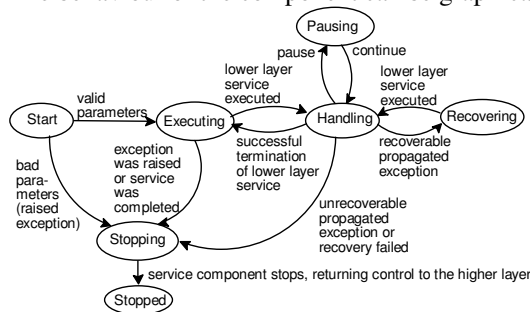 Pausing
pause
continue
lower layer
service
executed
lower layer
service
executed
valid
parameters
Start
Executing
Handling
Recovering
exception
was raised
or service
was
completed
successful
termination
of lower layer
service
recoverable
propagated
exception
bad
para-
meters
(raised
exception)
unrecoverable
propagated
exception or
recovery failed
Stopping
service component stops, returning control to the higher layer
Stopped